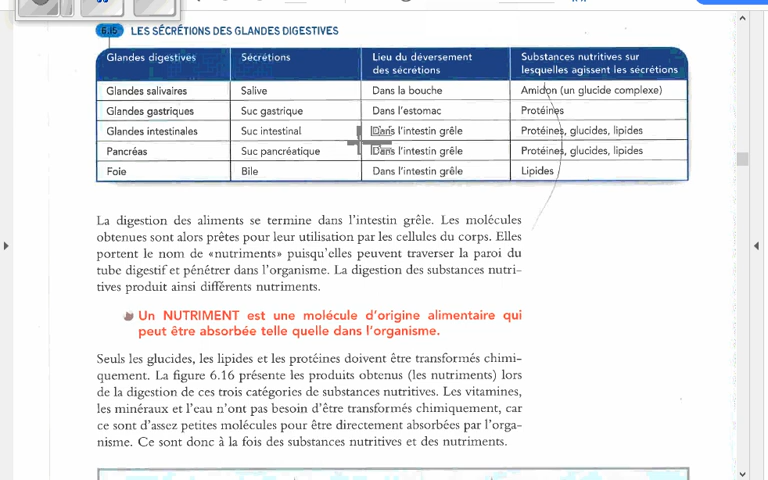 6.15 LES SÉCRÉTIONS DES GLANDES DIGESTIVES
Glandes digestives Sécrétions Lieu du déversement des sécrétions Substances nutritives sur lesquelles agissent les sécrétions
Glandes salivaires Salive Dans la bouche Amidon (un glucide complexe)
Glandes gastriques Suc gastrique Dans l'estomac Protéines
Glandes intestinales Suc intestinal Dans l'intestin grêle Protéines, glucides, lipides
Pancréas Suc pancréatique Dans l'intestin grêle Protéines, glucides, lipides
Foie Bile Dans l'intestin grêle Lipides
La digestion des aliments se termine dans l'intestin grêle. Les molécules
obtenues sont alors prêtes pour leur utilisation par les cellules du corps. Elles
portent le nom de «nutriments» puisqu'elles peuvent traverser la paroi du
tube digestif et pénétrer dans l'organisme. La digestion des substances nutri-
tives produit ainsi différents nutriments.
Un NUTRIMENT est une molécule d'origine alimentaire qui
peut être absorbée telle quelle dans l'organisme.
Seuls les glucides, les lipides et les protéines doivent être transformés chimi-
quement. La figure 6.16 présente les produits obtenus (les nutriments) lors
de la digestion de ces trois catégories de substances nutritives. Les vitamines,
les minéraux et l'eau n'ont pas besoin d'être transformés chimiquement, car
ce sont d'assez petites molécules pour être directement absorbées par l'orga-
nisme. Ce sont donc à la fois des substances nutritives et des nutriments.